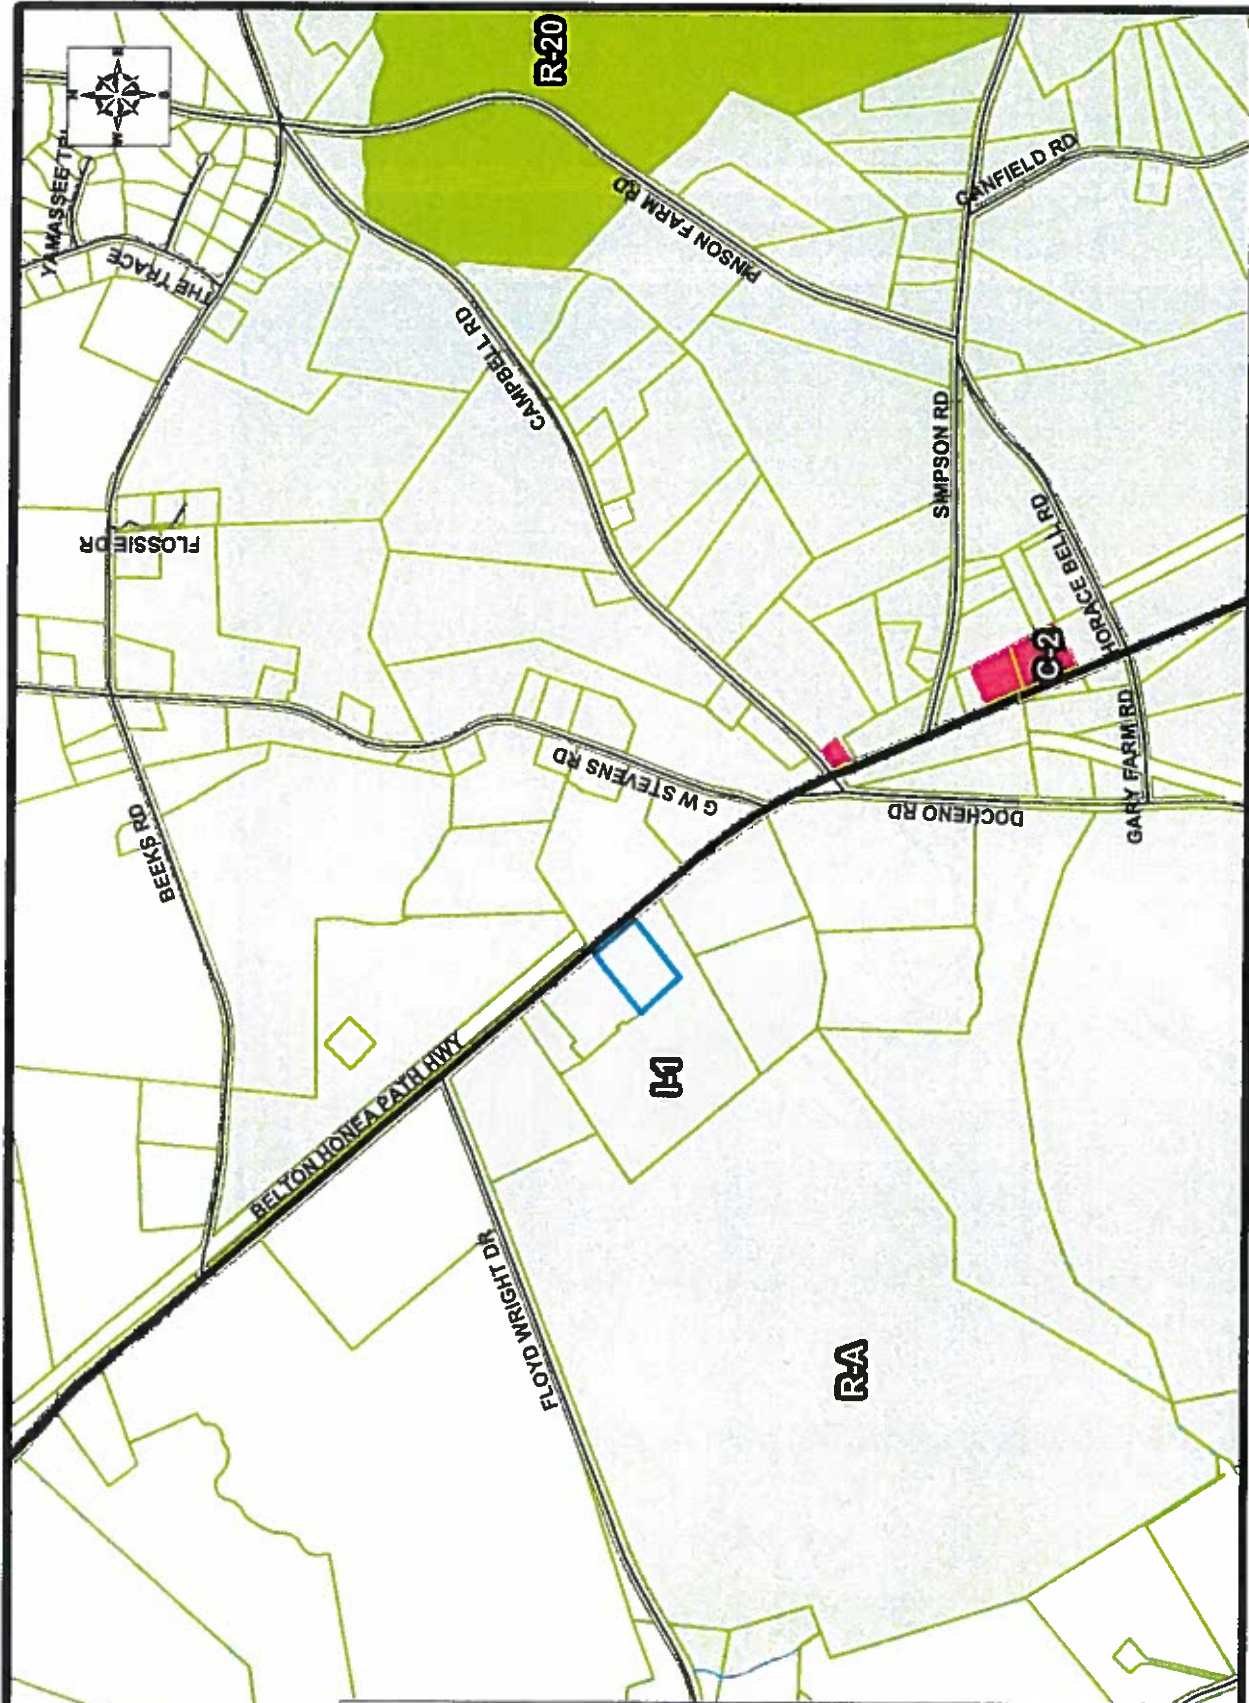 R-20
N
E
S
W
YAMASSEE TRL
THE TRACE
PINSON FARM RD
CANFIELD RD
CAMPBELL RD
SIMPSON RD
FLOSSIE DR
HORACE BELL RD
C-2
G W STEVENS RD
GARY FARM RD
DOCHENO RD
BEEKS RD
BELTON HONEA PATH HWY
I-1
FLOYD WRIGHT DR
R-A